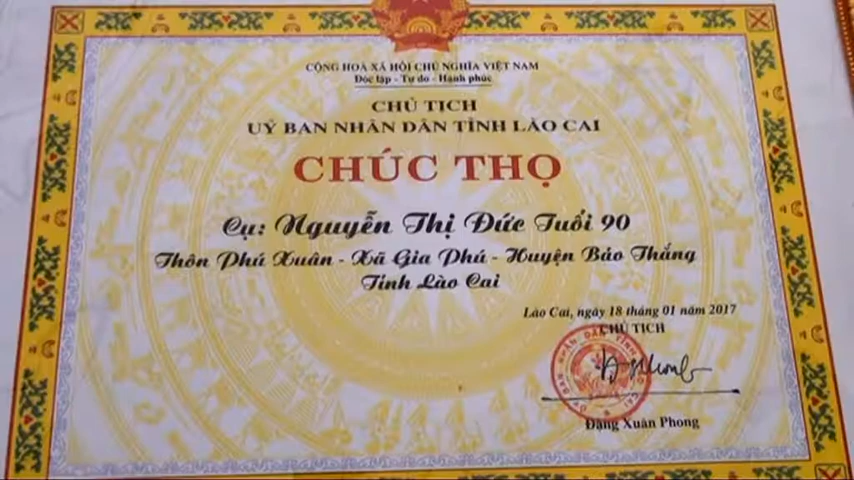 CỘNG HOÀ XÃ HỘI CHỦ NGHĨA VIỆT NAM
Độc lập - Tự do - Hạnh phúc
CHỦ TỊCH
UỶ BAN NHÂN DÂN TỈNH LÀO CAI
CHÚC THỌ
Cụ: Nguyễn Thị Đức Tuổi 90
Thôn Phú Xuân - Xã Gia Phú - Huyện Bảo Thắng
Tỉnh Lào Cai
Lào Cai, ngày 18 tháng 01 năm 2017
CHỦ TỊCH
Đặng Xuân Phong